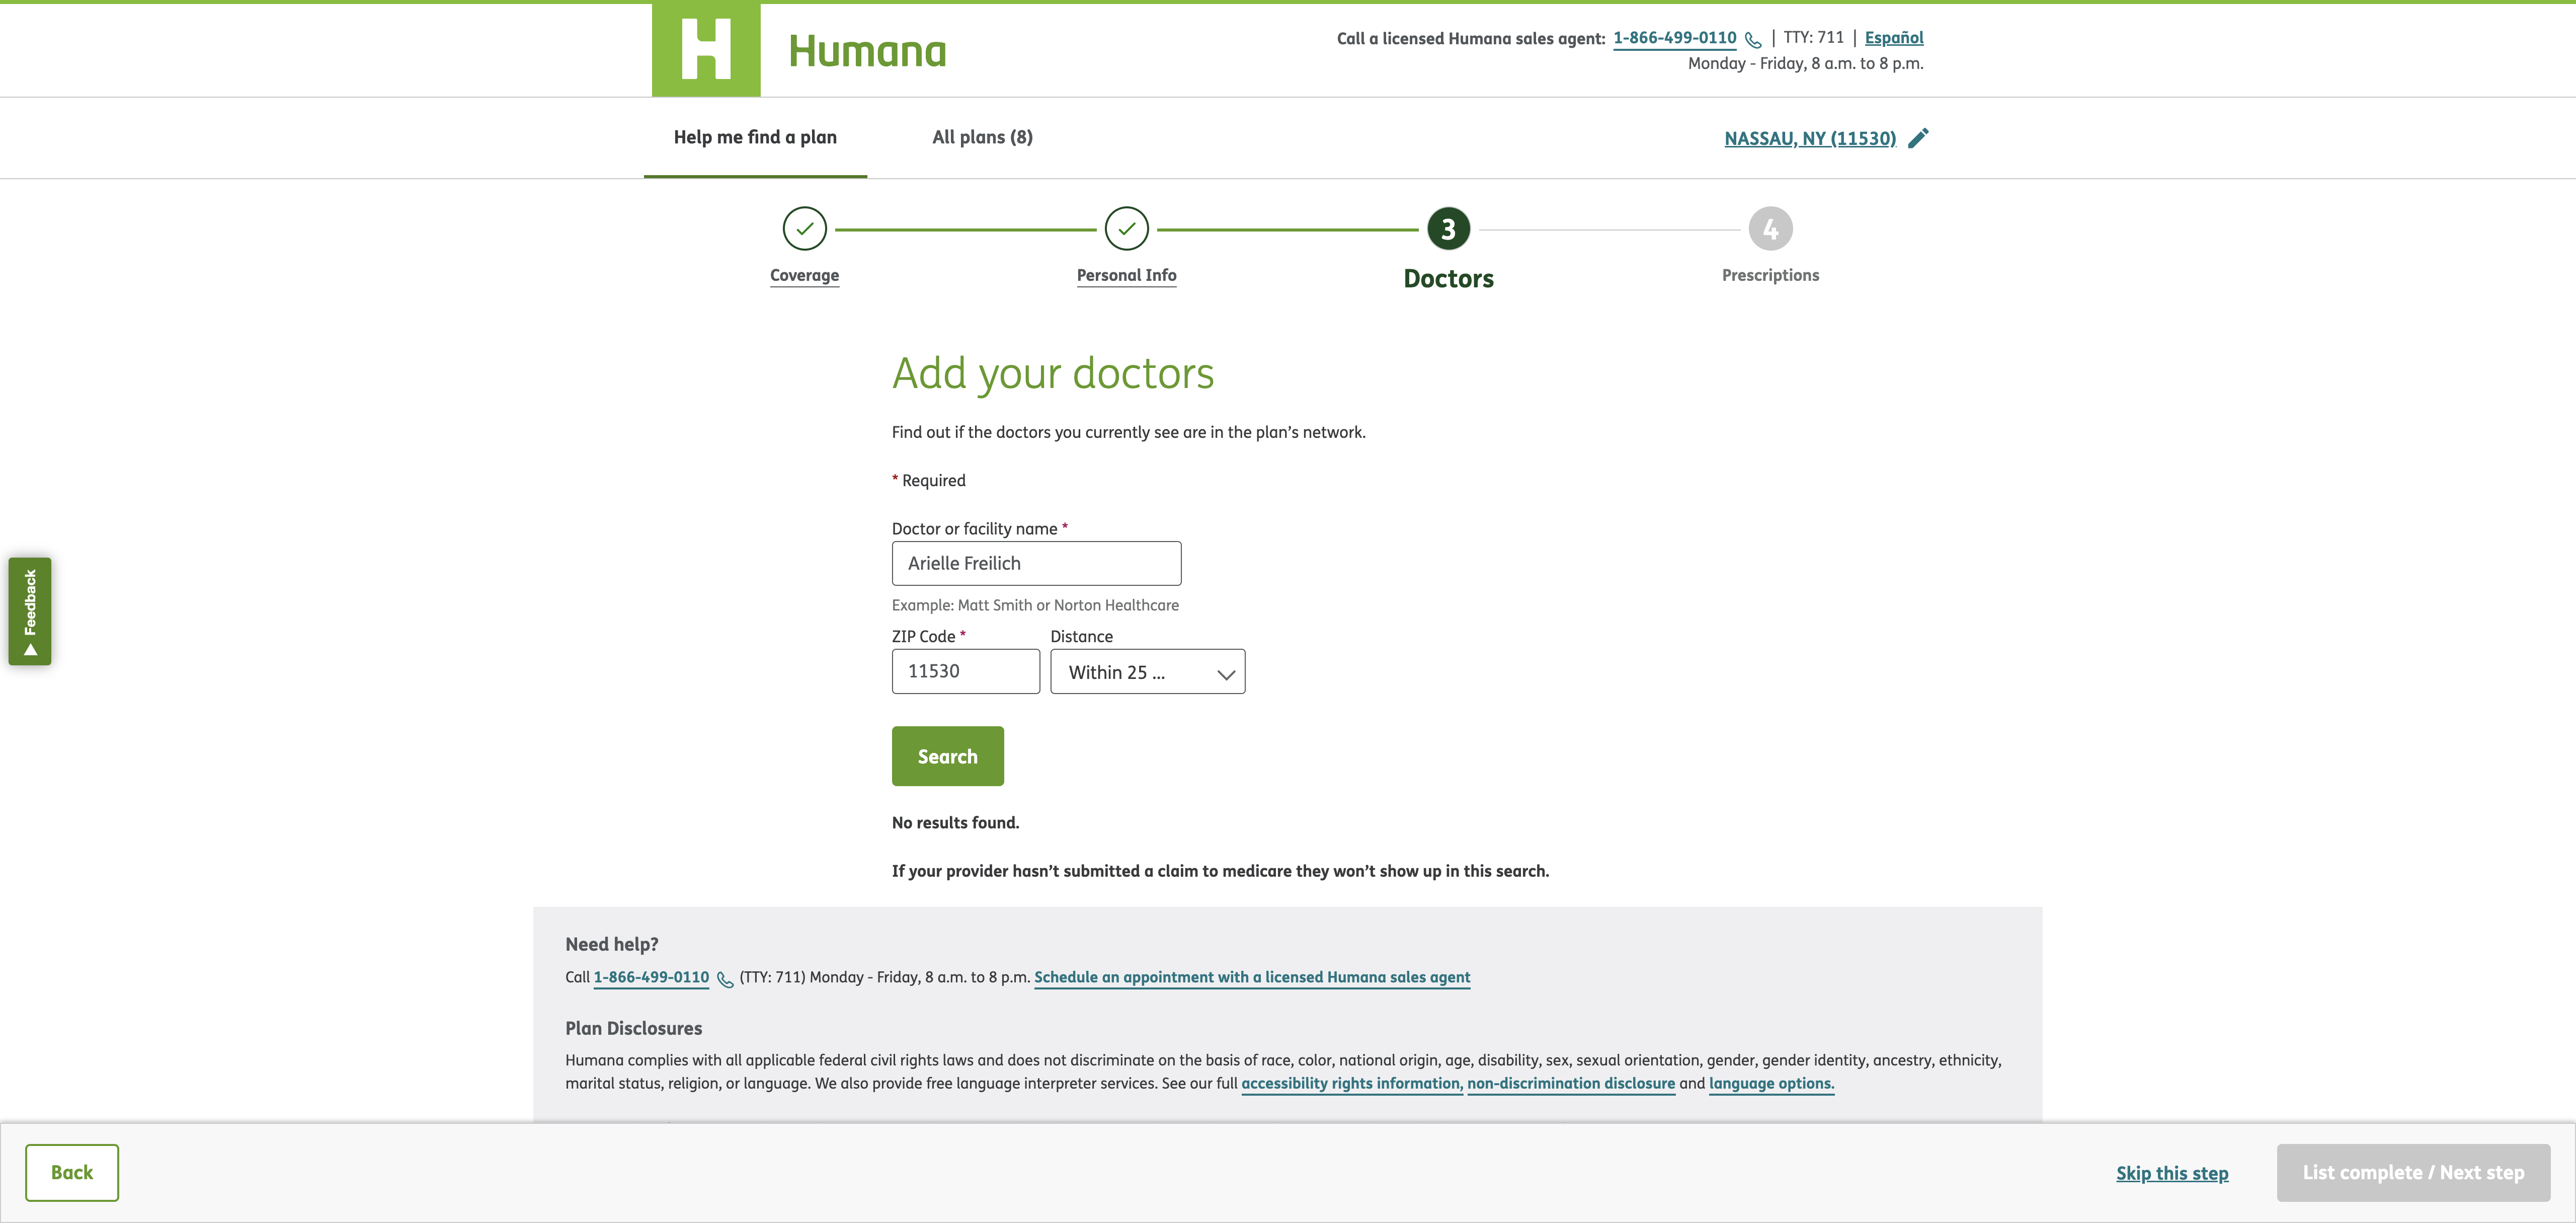 H Humana
Call a licensed Humana sales agent: 1-866-499-0110 | TTY: 711 | Español
Monday - Friday, 8 a.m. to 8 p.m.
Help me find a plan
All plans (8)
NASSAU, NY (11530)
3
4
Coverage
Personal Info
Doctors
Prescriptions
Add your doctors
Find out if the doctors you currently see are in the plan’s network.
* Required
Doctor or facility name *
Arielle Freilich
Example: Matt Smith or Norton Healthcare
ZIP Code * Distance
11530 Within 25 ...
Search
No results found.
If your provider hasn’t submitted a claim to medicare they won’t show up in this search.
Feedback
Need help?
Call 1-866-499-0110 (TTY: 711) Monday - Friday, 8 a.m. to 8 p.m. Schedule an appointment with a licensed Humana sales agent
Plan Disclosures
Humana complies with all applicable federal civil rights laws and does not discriminate on the basis of race, color, national origin, age, disability, sex, sexual orientation, gender, gender identity, ancestry, ethnicity,
marital status, religion, or language. We also provide free language interpreter services. See our full accessibility rights information, non-discrimination disclosure and language options.
Back
Skip this step
List complete / Next step